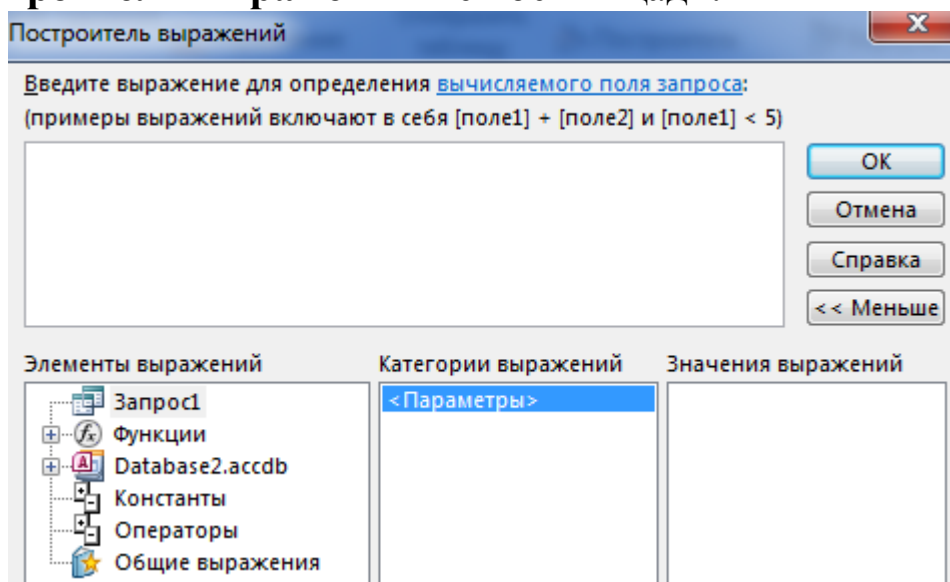 Построитель выражений
X
Введите выражение для определения вычисляемого поля запроса:
(примеры выражений включают в себя [поле1] + [поле2] и [поле1] < 5)
ОК
Отмена
Справка
<< Меньше
Элементы выражений
Категории выражений
Значения выражений
Запрос1
<Параметры>
Функции
Database2.accdb
Константы
Операторы
Общие выражения